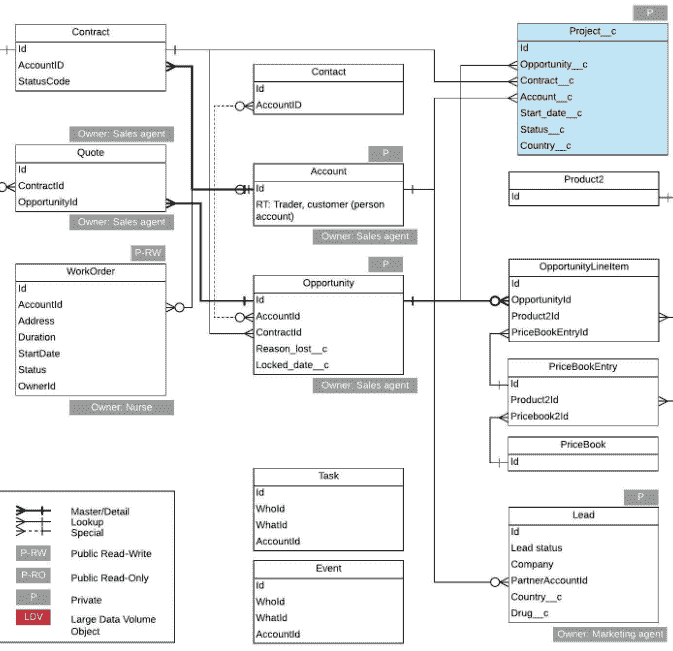 Contract
Id
AccountID
StatusCode
Owner: Sales agent
Quote
Id
ContractId
OpportunityId
Owner: Sales agent
P-RW
WorkOrder
Id
AccountId
Address
Duration
StartDate
Status
OwnerId
Owner: Nurse
Master/Detail
Lookup
Special
P-RW
Public Read-Write
P-RO
Public Read-Only
P
Private
LDV
Large Data Volume
Object
Contact
Id
AccountID
P
Account
Id
RT: Trader, customer (person
account)
Owner: Sales agent
P
Opportunity
Id
AccountId
ContractId
Reason_lost__c
Locked_date__c
Owner: Sales agent
Task
Id
WhoId
WhatId
AccountId
Event
Id
WhoId
WhatId
AccountId
P
Project__c
Id
Opportunity__c
Contract__c
Account__c
Start_date__c
Status__c
Country__c
Product2
Id
OpportunityLineItem
Id
OpportunityId
Product2Id
PriceBookEntryId
PriceBookEntry
Id
Product2Id
Pricebook2Id
PriceBook
Id
P
Lead
Id
Lead status
Company
PartnerAccountId
Country__c
Drug__c
Owner: Marketing agent